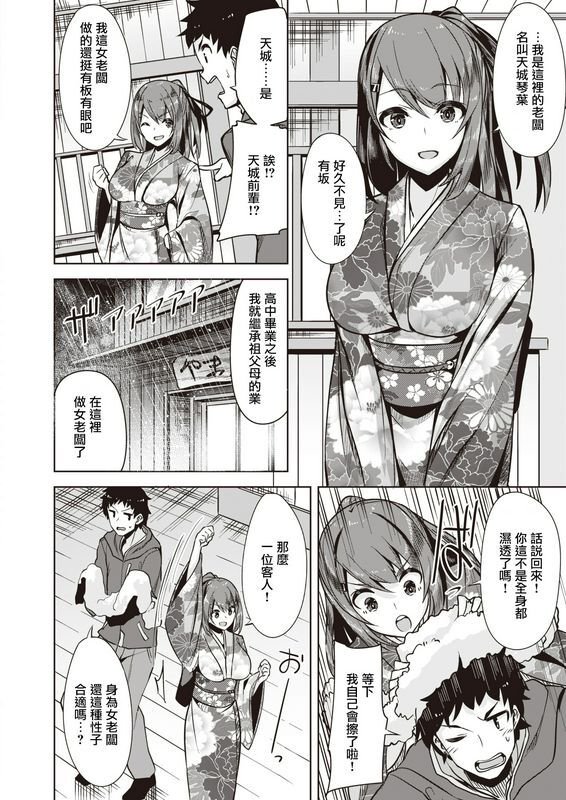 …我是這裡的老闆
名叫天城琴葉
好久不見…了呢
有坂
天城……是
誒!?
天城前輩!?
我這女老闆
做的還挺有板
有眼吧
ザァアアアア
高中畢業之後
我就繼承祖父母的業
在這裡
做女老闆了
話說回來！
你這不是全身都
濕透了嗎！
等下
我自己會擦了啦！
那麼
一位客人！
お～
身為女老闆
還這種性子
合適嗎…？